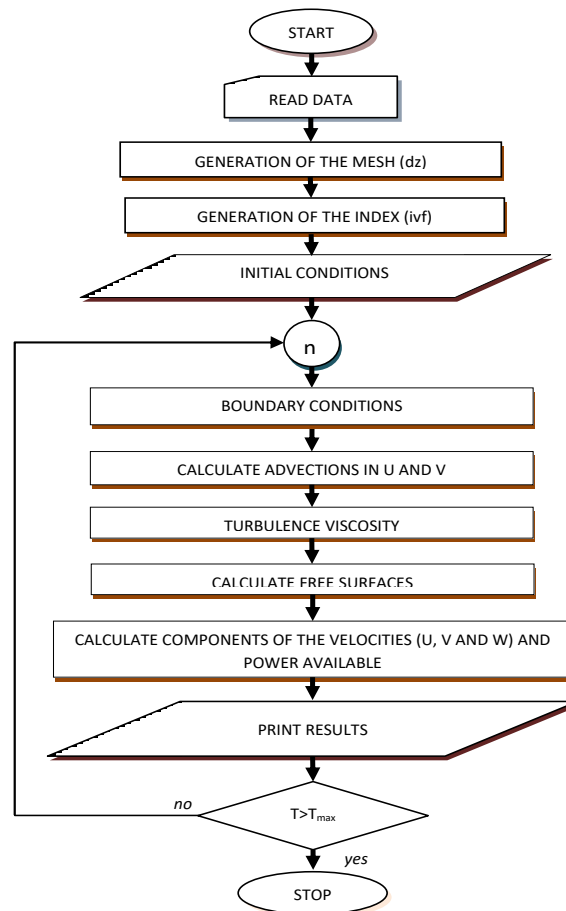 START
READ DATA
GENERATION OF THE MESH (dz)
GENERATION OF THE INDEX (ivf)
INITIAL CONDITIONS
n
BOUNDARY CONDITIONS
CALCULATE ADVECTIONS IN U AND V
TURBULENCE VISCOSITY
CALCULATE FREE SURFACES
CALCULATE COMPONENTS OF THE VELOCITIES (U, V AND W) AND
POWER AVAILABLE
PRINT RESULTS
no
T>Tmax
yes
STOP